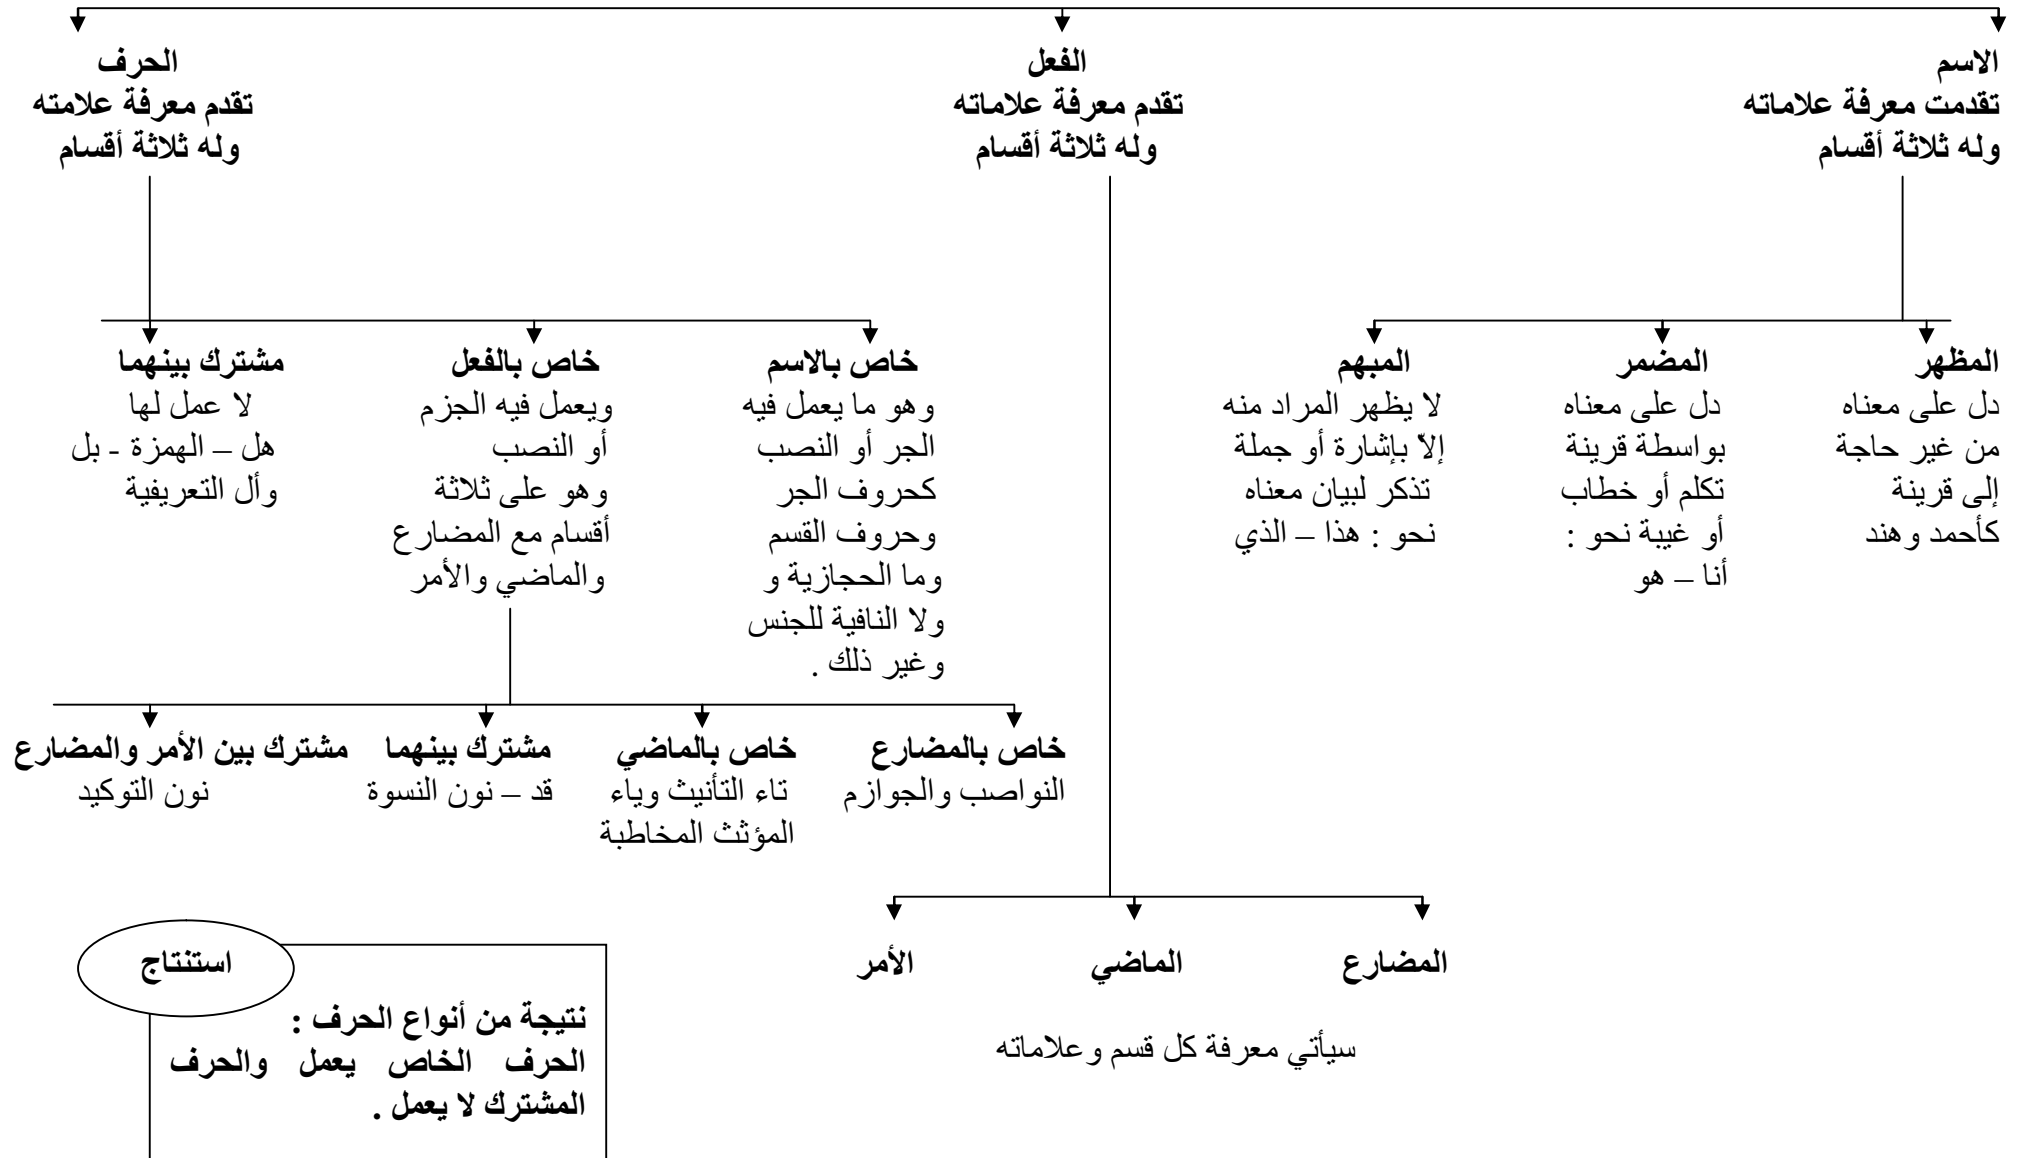 الاسم
تقدمت معرفة علاماته
وله ثلاثة أقسام
الفعل
تقدم معرفة علاماته
وله ثلاثة أقسام
الحرف
تقدم معرفة علامته
وله ثلاثة أقسام
المظهر
دل على معناه
من غير حاجة
إلى قرينة
كأحمد وهند
المضمر
دل على معناه
بواسطة قرينة
تكلم أو خطاب
أو غيبة نحو :
أنا – هو
المبهم
لا يظهر المراد منه
إلاّ بإشارة أو جملة
تذكر لبيان معناه
نحو : هذا – الذي
خاص بالاسم
وهو ما يعمل فيه
الجر أو النصب
كحروف الجر
وحروف القسم
وما الحجازية و
ولا النافية للجنس
وغير ذلك .
خاص بالفعل
ويعمل فيه الجزم
أو النصب
وهو على ثلاثة
أقسام مع المضارع
والماضي والأمر
مشترك بينهما
لا عمل لها
هل – الهمزة - بل
وأل التعريفية
خاص بالمضارع
النواصب والجوازم
خاص بالماضي
تاء التأنيث وياء
المؤثث المخاطبة
مشترك بينهما
قد – نون النسوة
مشترك بين الأمر والمضارع
نون التوكيد
المضارع
الماضي
الأمر
سيأتي معرفة كل قسم وعلاماته
استنتاج
نتيجة من أنواع الحرف :
الحرف الخاص يعمل والحرف
المشترك لا يعمل .